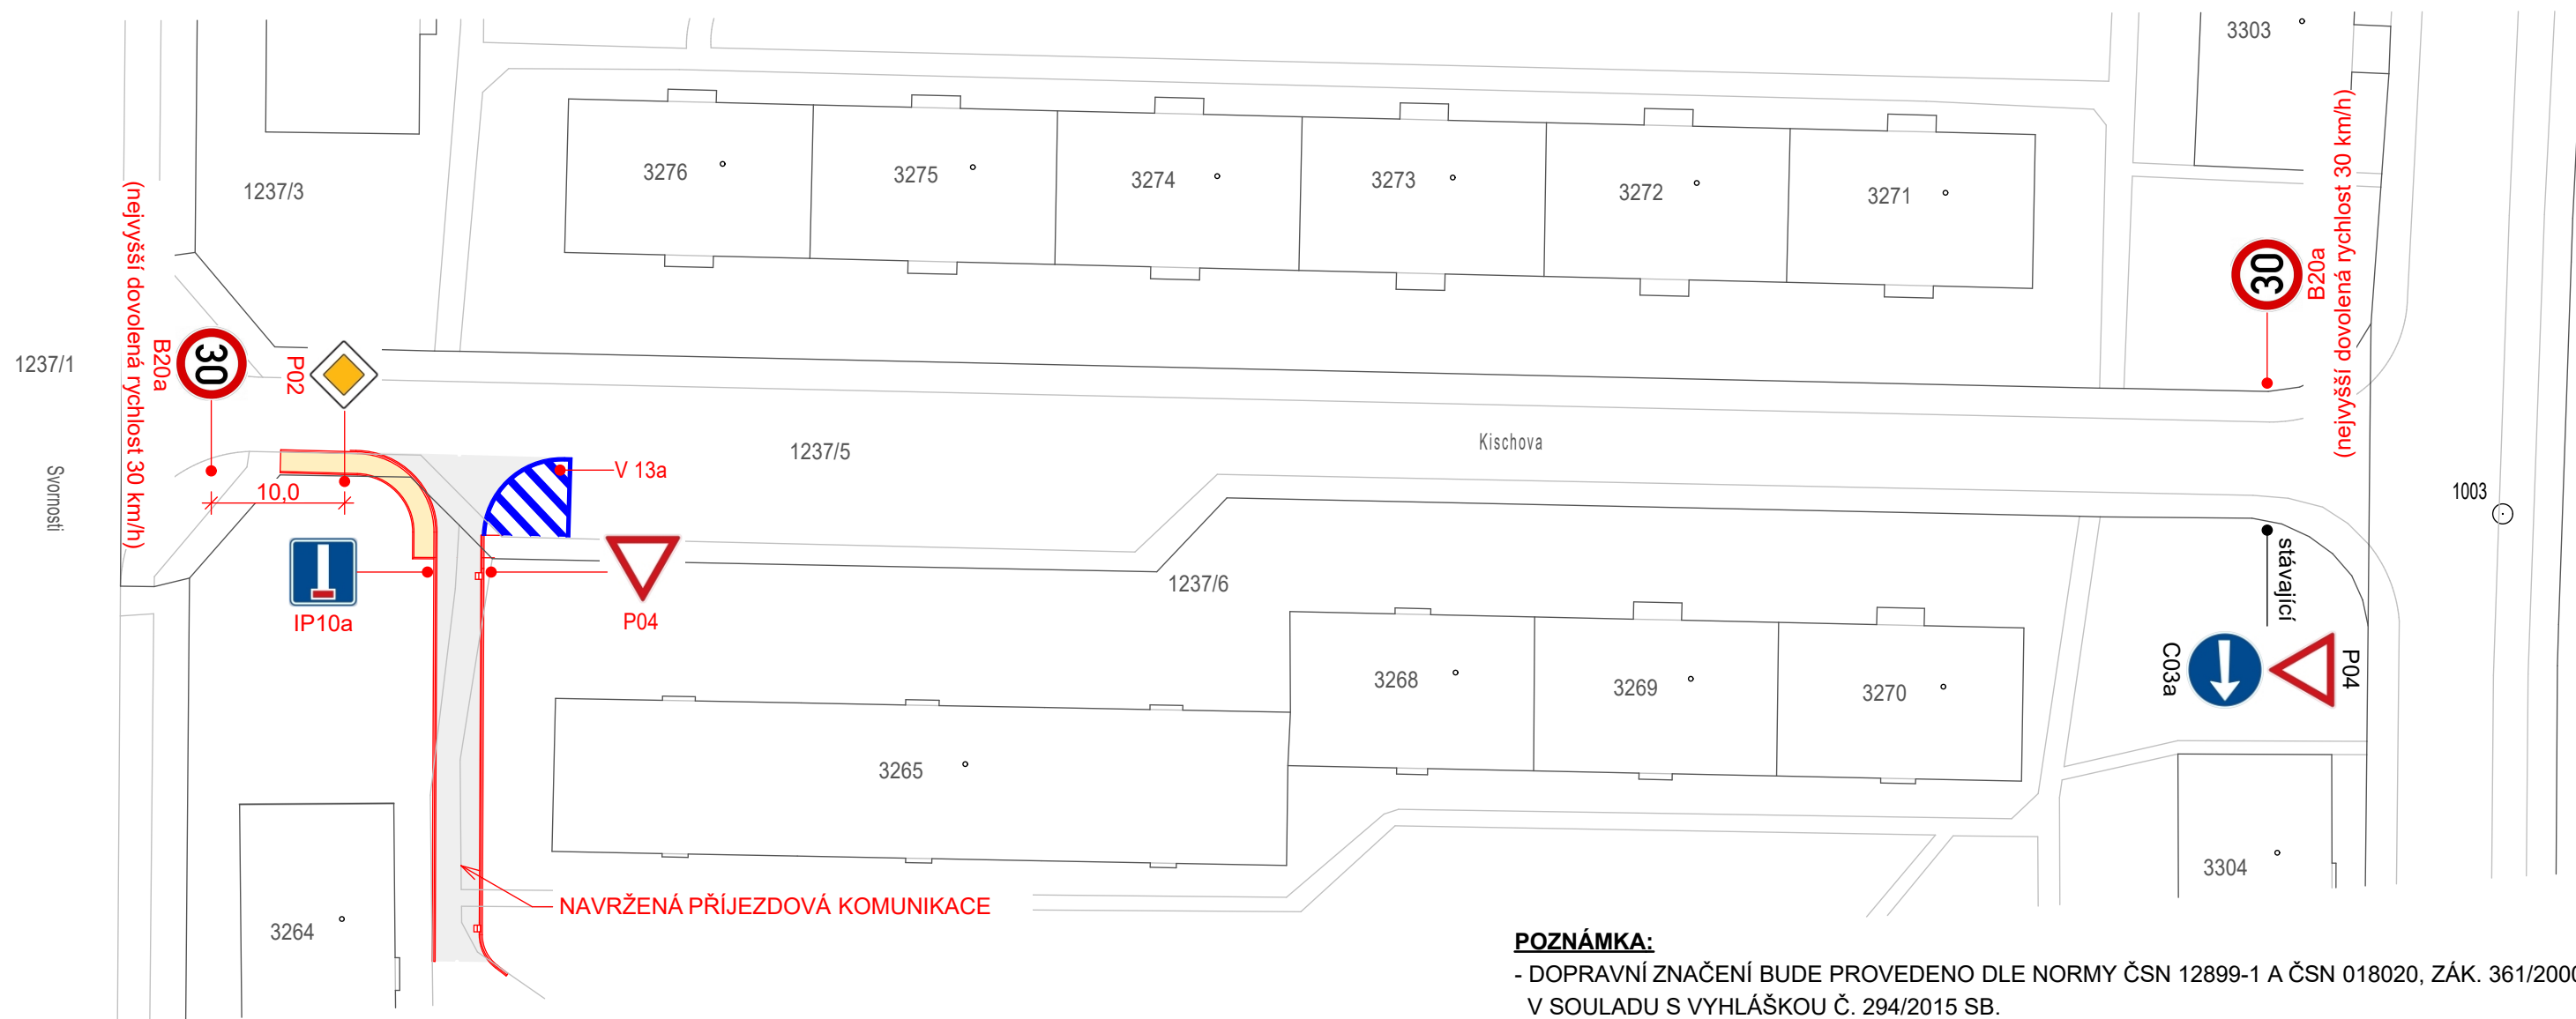 3303
3276
3275
3274
3273
3272
3271
1237/3
(nejvyšší dovolená rychlost 30 km/h)
B20a
30
P02
1237/1
Svornosti
10,0
V 13a
1237/5
Kischova
30
B20a
(nejvyšší dovolená rychlost 30 km/h)
1003
IP10a
P04
1237/6
stávající
C03a
P04
3268
3269
3270
3265
3264
3304
NAVRŽENÁ PŘÍJEZDOVÁ KOMUNIKACE
POZNÁMKA:
- DOPRAVNÍ ZNAČENÍ BUDE PROVEDENO DLE NORMY ČSN 12899-1 A ČSN 018020, ZÁK. 361/2000
V SOULADU S VYHLÁŠKOU Č. 294/2015 SB.